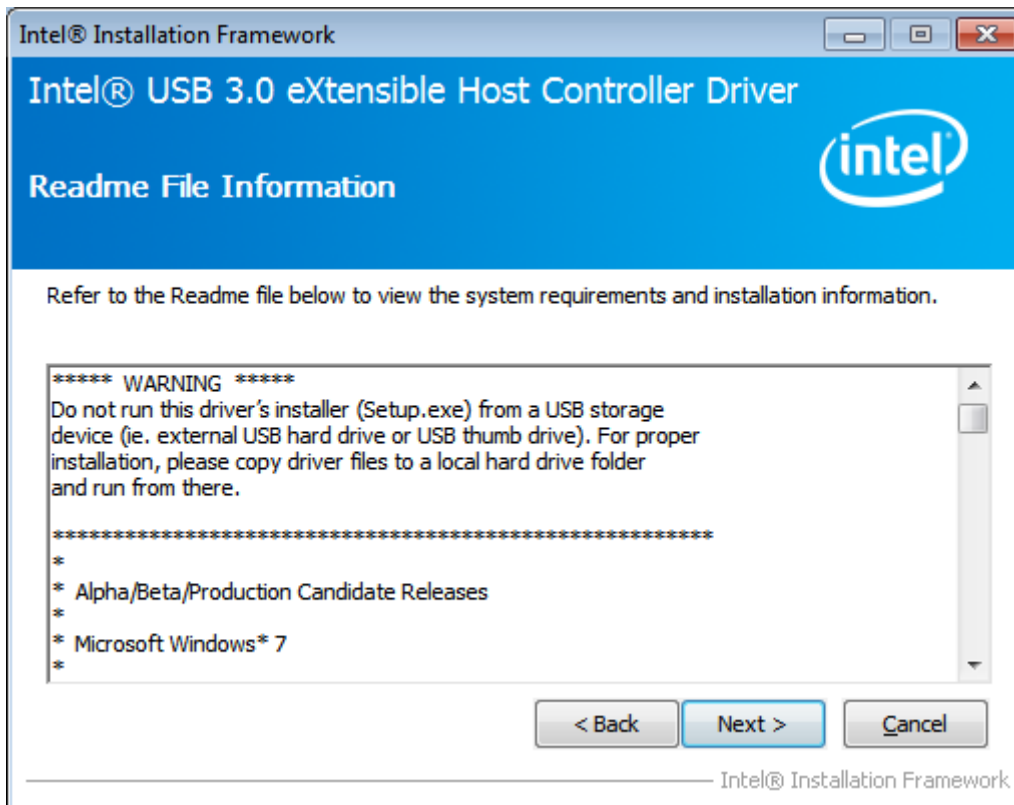 Intel® Installation Framework
Intel® USB 3.0 eXtensible Host Controller Driver
intel
Readme File Information
Refer to the Readme file below to view the system requirements and installation information.
***** WARNING *****
Do not run this driver's installer (Setup.exe) from a USB storage
device (ie. external USB hard drive or USB thumb drive). For proper
installation, please copy driver files to a local hard drive folder
and run from there.
*******************************************************
*
* Alpha/Beta/Production Candidate Releases
*
* Microsoft Windows* 7
*
< Back
Next >
Cancel
Intel® Installation Framework